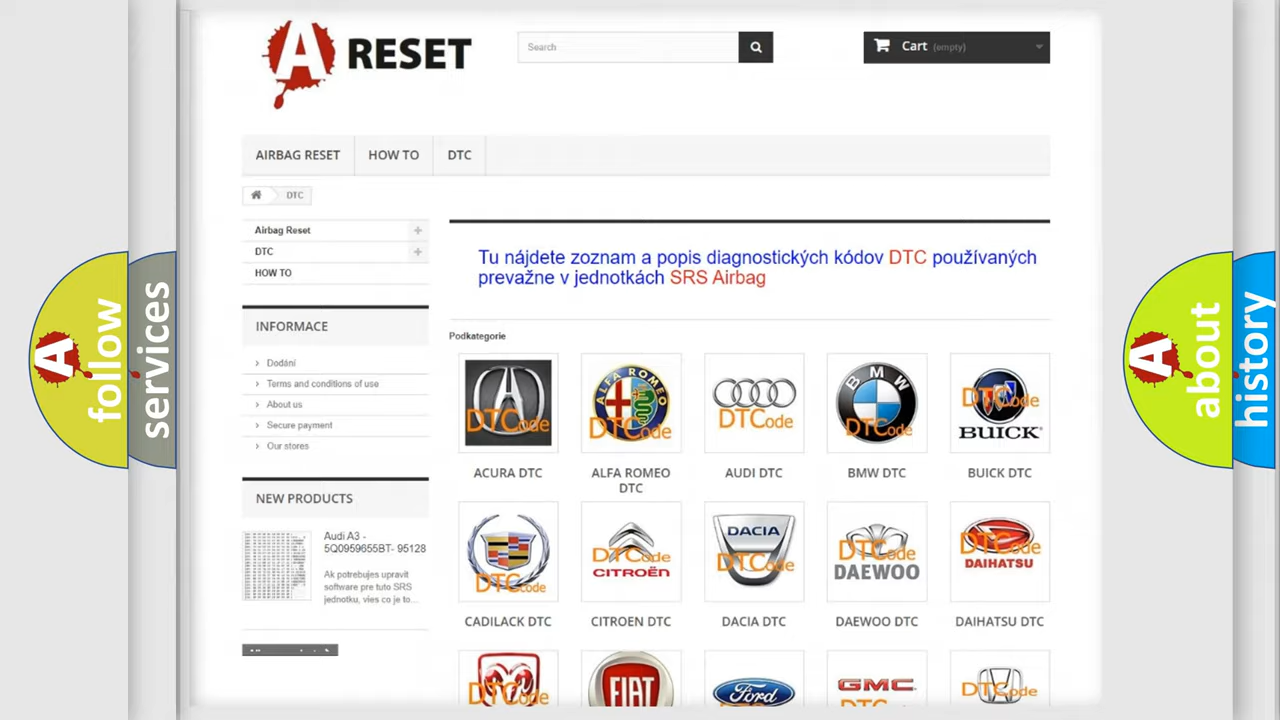 A RESET
Search
Cart (empty)
AIRBAG RESET
HOW TO
DTC
DTC
Airbag Reset
DTC
HOW TO
INFORMACE
Dodání
Terms and conditions of use
About us
Secure payment
Our stores
NEW PRODUCTS
Audi A3 -
5Q0959655BT- 95128
Ak potrebujes upravit
software pre tuto SRS
jednotku, vies co je to...
Tu nájdete zoznam a popis diagnostických kódov DTC používaných
prevažne v jednotkách SRS Airbag
Podkategorie
DTCode
ALFA ROMEO
DTCode
DTCode
BMW
DTCode
DTCode
BUICK
ACURA DTC
ALFA ROMEO
DTC
AUDI DTC
BMW DTC
BUICK DTC
DTCode
DTCode
CITROËN
DACIA
DTCode
DTCode
DAEWOO
DTCode
DAIHATSU
CADILACK DTC
CITROEN DTC
DACIA DTC
DAEWOO DTC
DAIHATSU DTC
DTCode
FIAT
Ford
GMC
DTCode
A follow
services
A about
history